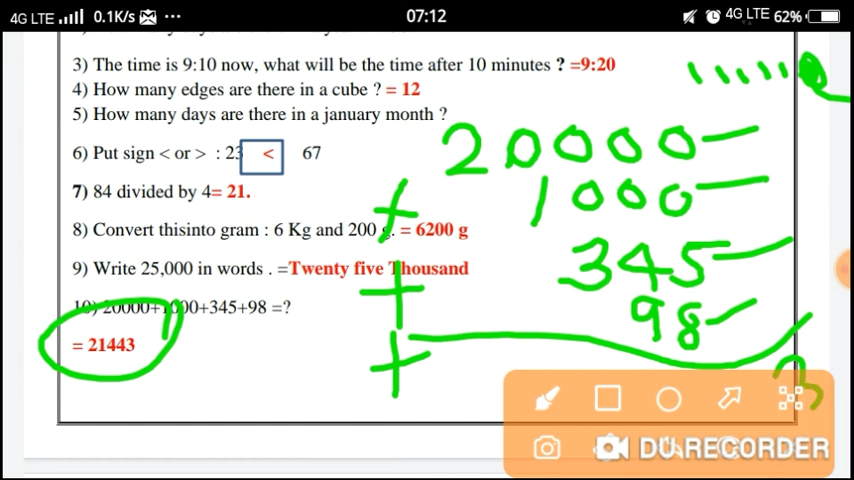 4G LTE 0.1K/s ... 07:12 4G LTE 62%
3) The time is 9:10 now, what will be the time after 10 minutes ? =9:20
4) How many edges are there in a cube ? = 12
5) How many days are there in a january month ?
6) Put sign < or > : 23 < 67
7) 84 divided by 4= 21.
8) Convert thisinto gram : 6 Kg and 200 g. = 6200 g
9) Write 25,000 in words . =Twenty five Thousand
10) 20000+1000+345+98 =?
= 21443
20000
+ 1000
+ 345
+ 98
3
DU RECORDER